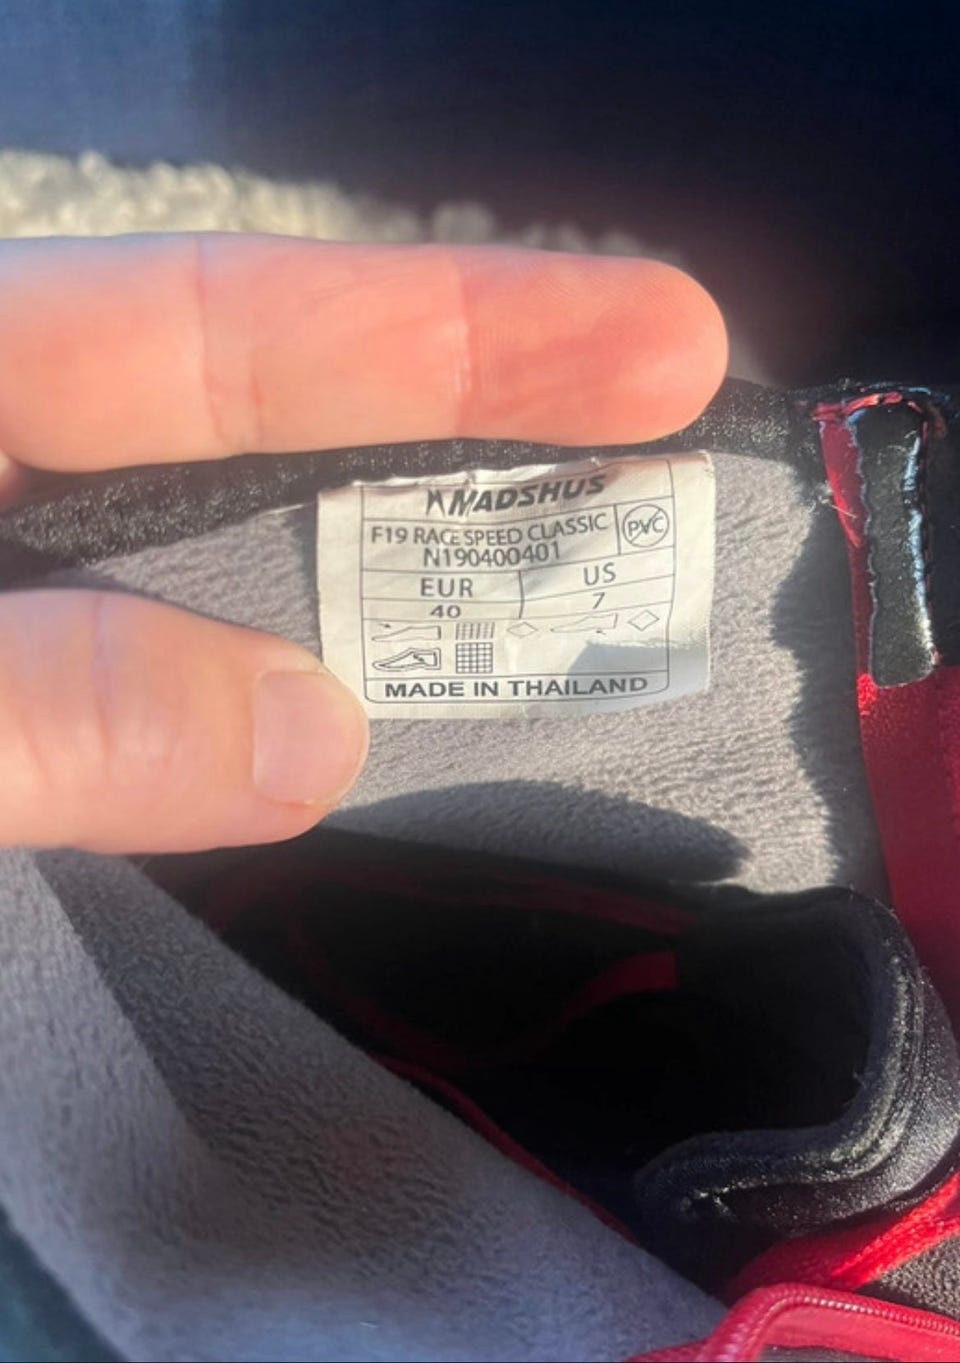 MADSHUS
F19 RACE SPEED CLASSIC
N190400401
PVC
EUR US
40 7
MADE IN THAILAND